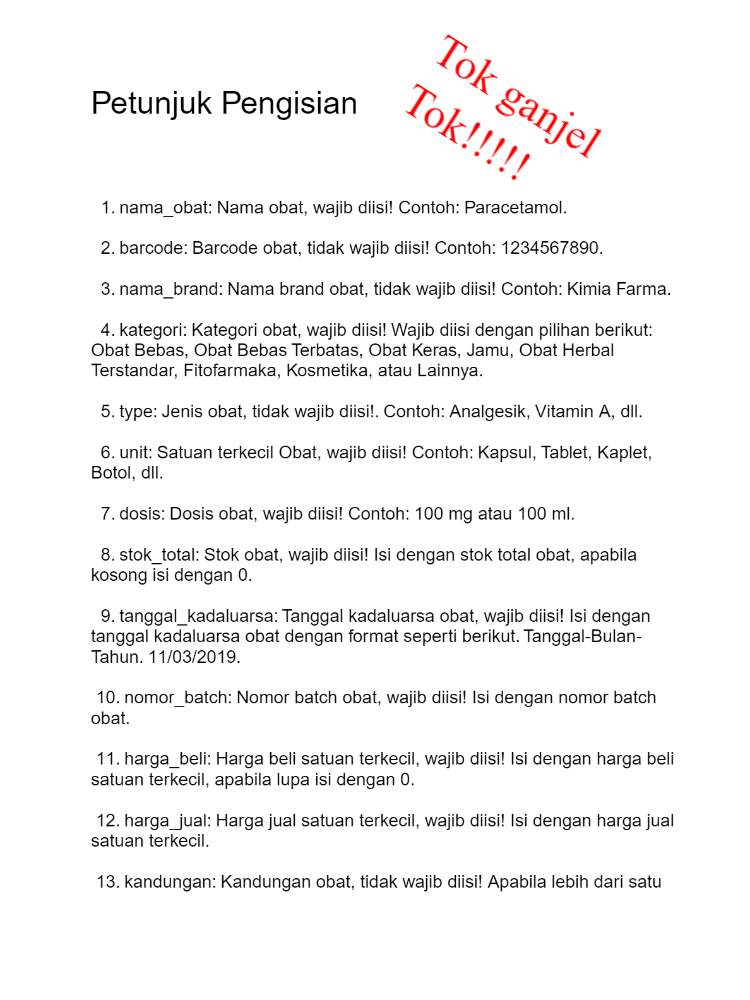 Tok ganjel
Tok!!!!!
Petunjuk Pengisian
1. nama_obat: Nama obat, wajib diisi! Contoh: Paracetamol.
2. barcode: Barcode obat, tidak wajib diisi! Contoh: 1234567890.
3. nama_brand: Nama brand obat, tidak wajib diisi! Contoh: Kimia Farma.
4. kategori: Kategori obat, wajib diisi! Wajib diisi dengan pilihan berikut:
Obat Bebas, Obat Bebas Terbatas, Obat Keras, Jamu, Obat Herbal
Terstandar, Fitofarmaka, Kosmetika, atau Lainnya.
5. type: Jenis obat, tidak wajib diisi!. Contoh: Analgesik, Vitamin A, dll.
6. unit: Satuan terkecil Obat, wajib diisi! Contoh: Kapsul, Tablet, Kaplet,
Botol, dll.
7. dosis: Dosis obat, wajib diisi! Contoh: 100 mg atau 100 ml.
8. stok_total: Stok obat, wajib diisi! Isi dengan stok total obat, apabila
kosong isi dengan 0.
9. tanggal_kadaluarsa: Tanggal kadaluarsa obat, wajib diisi! Isi dengan
tanggal kadaluarsa obat dengan format seperti berikut. Tanggal-Bulan-
Tahun. 11/03/2019.
10. nomor_batch: Nomor batch obat, wajib diisi! Isi dengan nomor batch
obat.
11. harga_beli: Harga beli satuan terkecil, wajib diisi! Isi dengan harga beli
satuan terkecil, apabila lupa isi dengan 0.
12. harga_jual: Harga jual satuan terkecil, wajib diisi! Isi dengan harga jual
satuan terkecil.
13. kandungan: Kandungan obat, tidak wajib diisi! Apabila lebih dari satu